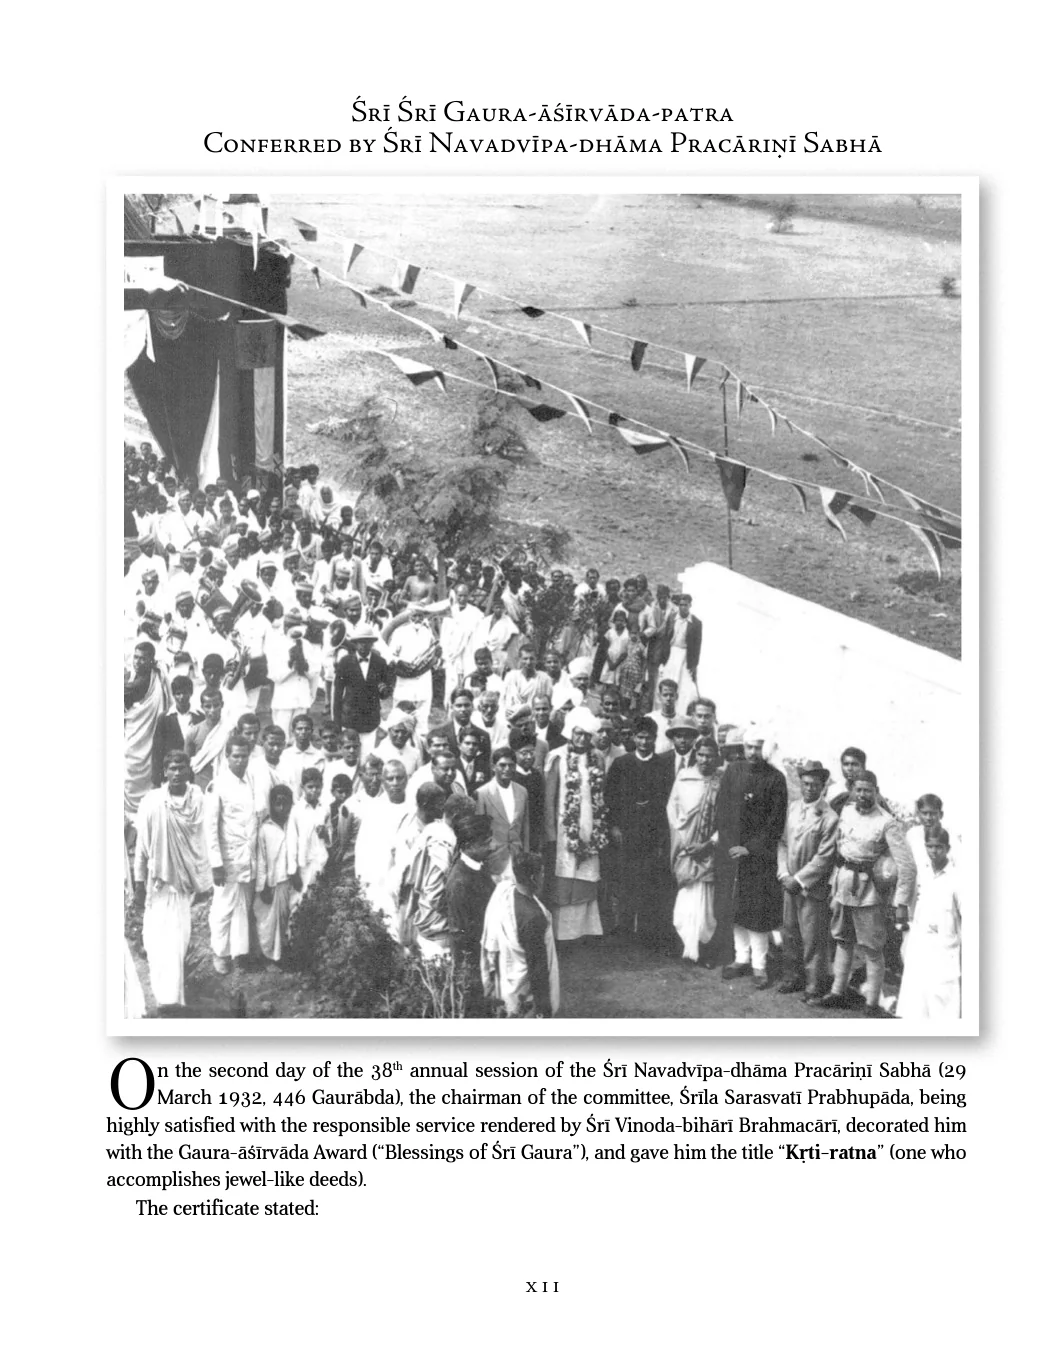 Śrī Śrī Gaura-āśīrvāda-patra
Conferred by Śrī Navadvīpa-dhāma Pracāriṇī Sabhā
On the second day of the 38th annual session of the Śrī Navadvīpa-dhāma Pracāriṇī Sabhā (29
March 1932, 446 Gaurābda), the chairman of the committee, Śrīla Sarasvatī Prabhupāda, being
highly satisfied with the responsible service rendered by Śrī Vinoda-bihārī Brahmacārī, decorated him
with the Gaura-āśīrvāda Award (“Blessings of Śrī Gaura”), and gave him the title “Kṛti-ratna” (one who
accomplishes jewel-like deeds).
The certificate stated:
XII